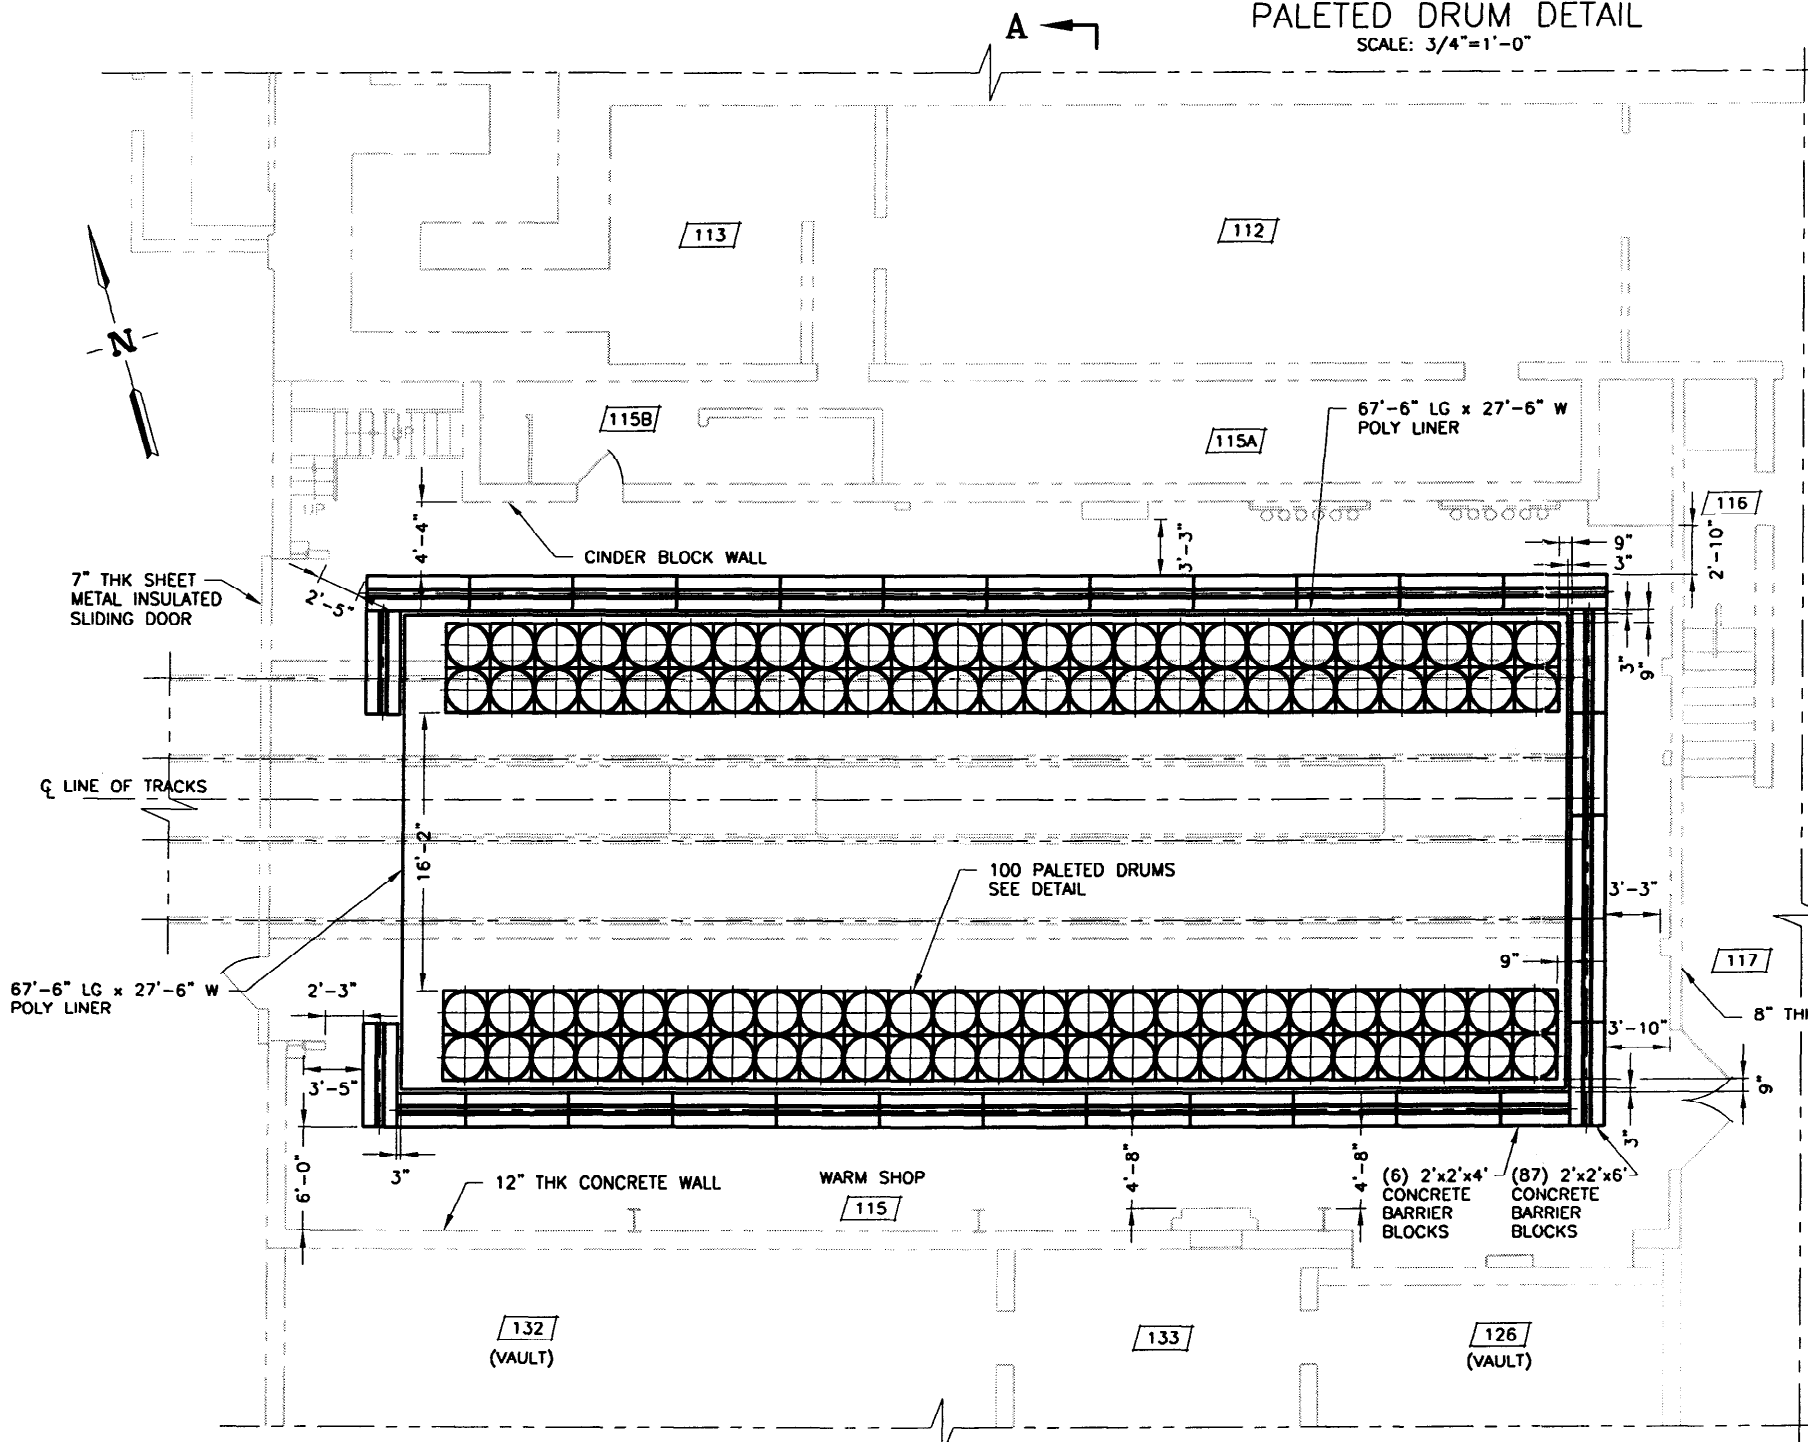 PALETED DRUM DETAIL
SCALE: 3/4"=1'-0"
A
113
112
N
115B
115A
67'-6" LG x 27'-6" W
POLY LINER
116
4'-4"
CINDER BLOCK WALL
3'-3"
9"
3"
2'-10"
7" THK SHEET
METAL INSULATED
SLIDING DOOR
2'-5"
3"
9"
℄ LINE OF TRACKS
16'-2"
100 PALETED DRUMS
SEE DETAIL
3'-3"
9"
117
67'-6" LG x 27'-6" W
POLY LINER
2'-3"
8" TH
3'-10"
3'-5"
9"
3"
6'-0"
3"
12" THK CONCRETE WALL
WARM SHOP
115
4'-8"
4'-8"
(6) 2'x2'x4'
CONCRETE
BARRIER
BLOCKS
(87) 2'x2'x6'
CONCRETE
BARRIER
BLOCKS
132
(VAULT)
133
126
(VAULT)